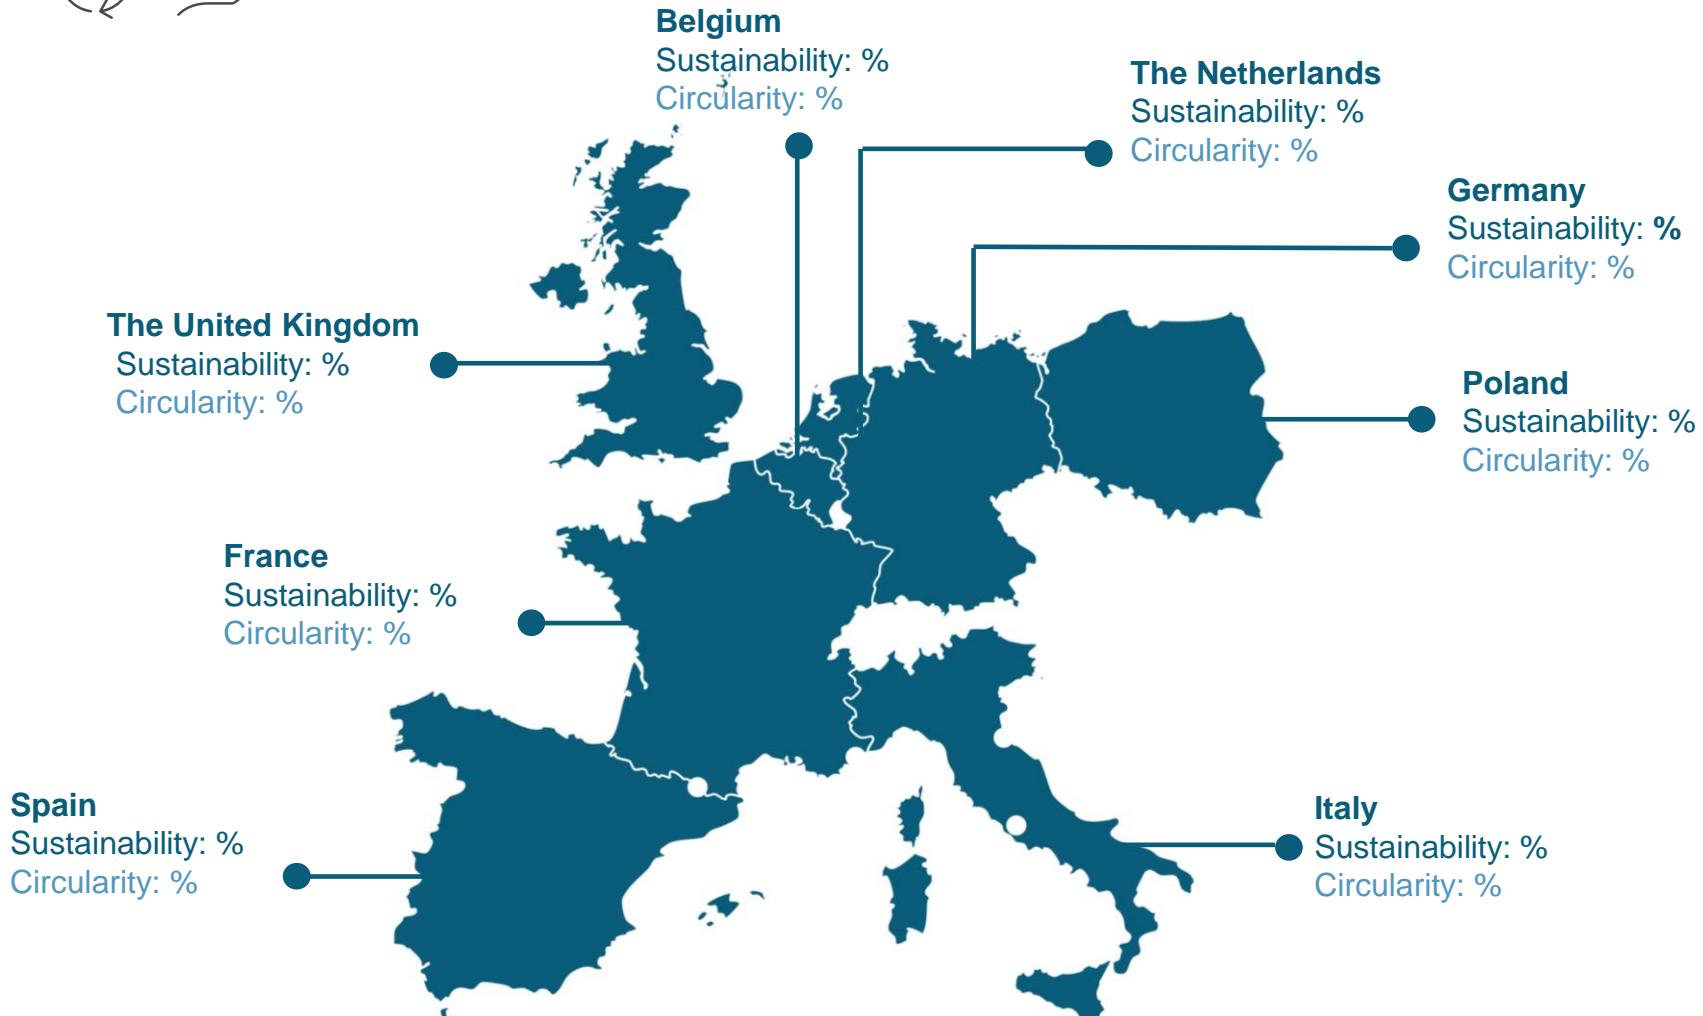 Belgium
Sustainability: %
Circularity: %
The Netherlands
Sustainability: %
Circularity: %
Germany
Sustainability: %
Circularity: %
The United Kingdom
Sustainability: %
Circularity: %
Poland
Sustainability: %
Circularity: %
France
Sustainability: %
Circularity: %
Spain
Sustainability: %
Circularity: %
Italy
Sustainability: %
Circularity: %